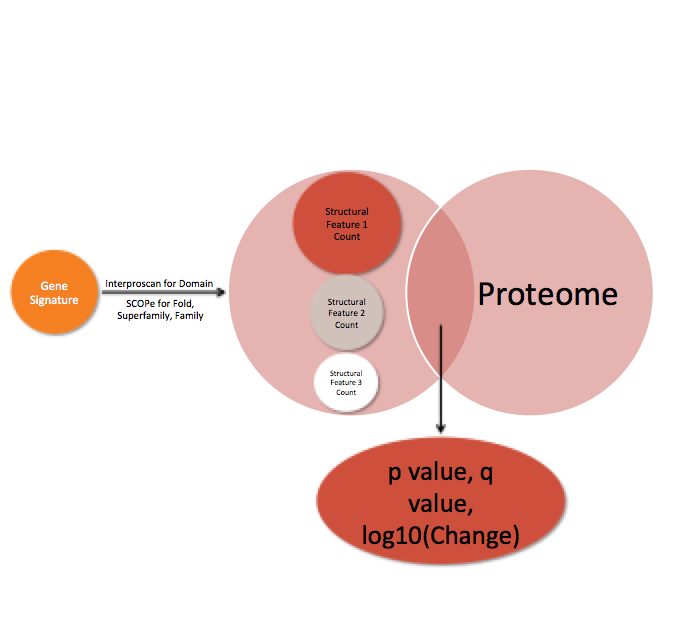 Gene
Signature
Interproscan for Domain
SCOPe for Fold,
Superfamily, Family
Structural
Feature 1
Count
Structural
Feature 2
Count
Structural
Feature 3
Count
Proteome
p value, q
value,
log10(Change)